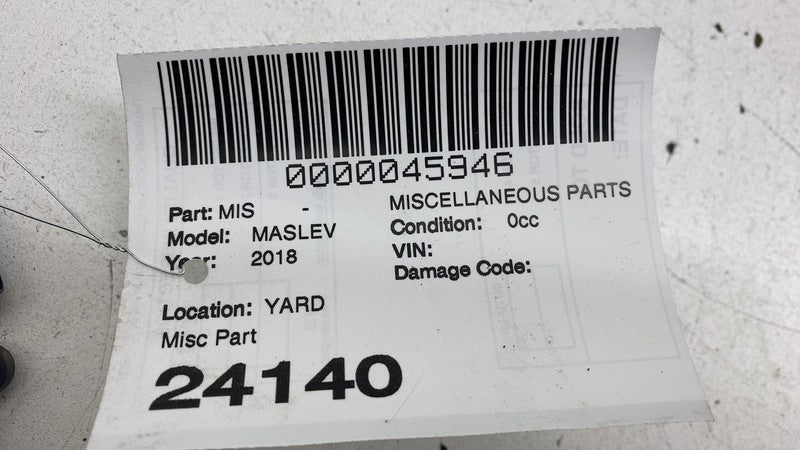 0000045946
Part: MIS - MISCELLANEOUS PARTS
Model: MASLEV Condition: 0cc
Year: 2018 VIN:
Damage Code:
Location: YARD
Misc Part
24140